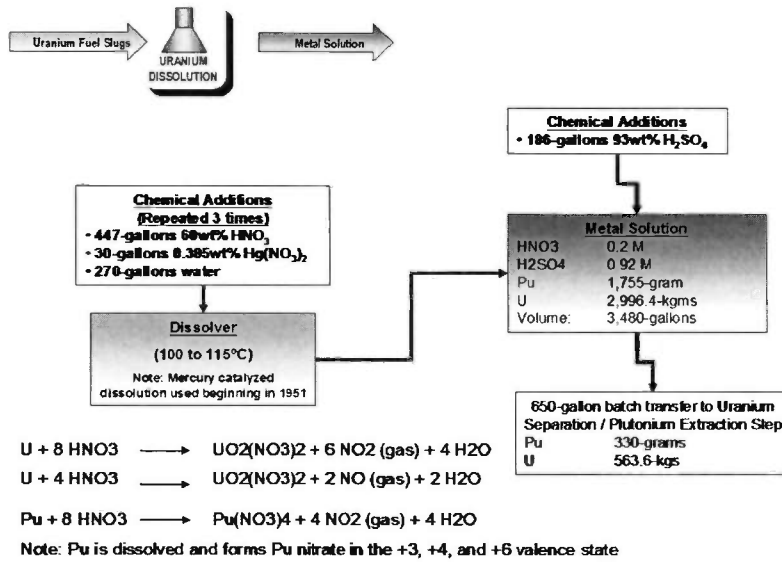 Uranium Fuel Slugs
URANIUM
DISSOLUTION
Metal Solution
Chemical Additions
• 186-gallons 93wt% H₂SO₄
Chemical Additions
(Repeated 3 times)
• 447-gallons 60wt% HNO₃
• 30-gallons 0.385wt% Hg(NO₃)₂
• 270-gallons water
Metal Solution
HNO3 0.2 M
H2SO4 0.92 M
Pu 1,755-gram
U 2,996.4-kgms
Volume: 3,480-gallons
Dissolver
(100 to 115ºC)
Note: Mercury catalyzed
dissolution used beginning in 1951
650-gallon batch transfer to Uranium
Separation / Plutonium Extraction Step
Pu 330-grams
U 563.6-kgs
U + 8 HNO3 → UO2(NO3)2 + 6 NO2 (gas) + 4 H2O
U + 4 HNO3 → UO2(NO3)2 + 2 NO (gas) + 2 H2O
Pu + 8 HNO3 → Pu(NO3)4 + 4 NO2 (gas) + 4 H2O
Note: Pu is dissolved and forms Pu nitrate in the +3, +4, and +6 valence state